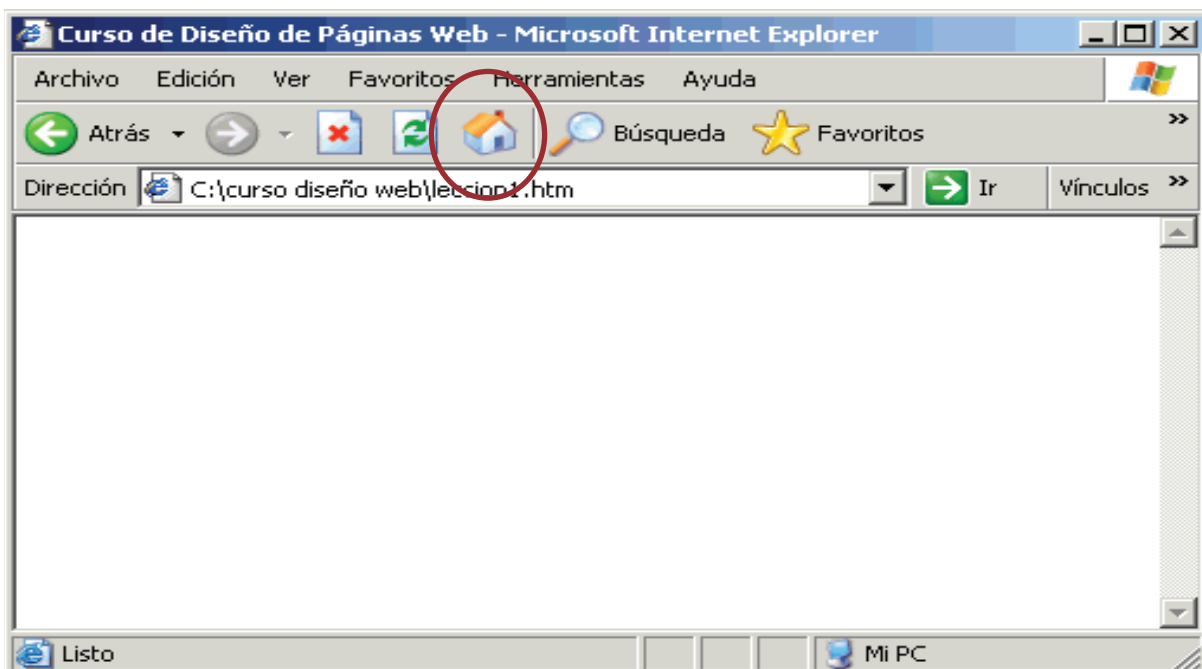 Curso de Diseño de Páginas Web - Microsoft Internet Explorer
Archivo Edición Ver Favoritos Herramientas Ayuda
Atrás Búsqueda Favoritos »
Dirección C:\curso diseño web\leccion1.htm Ir Vínculos »
Listo Mi PC